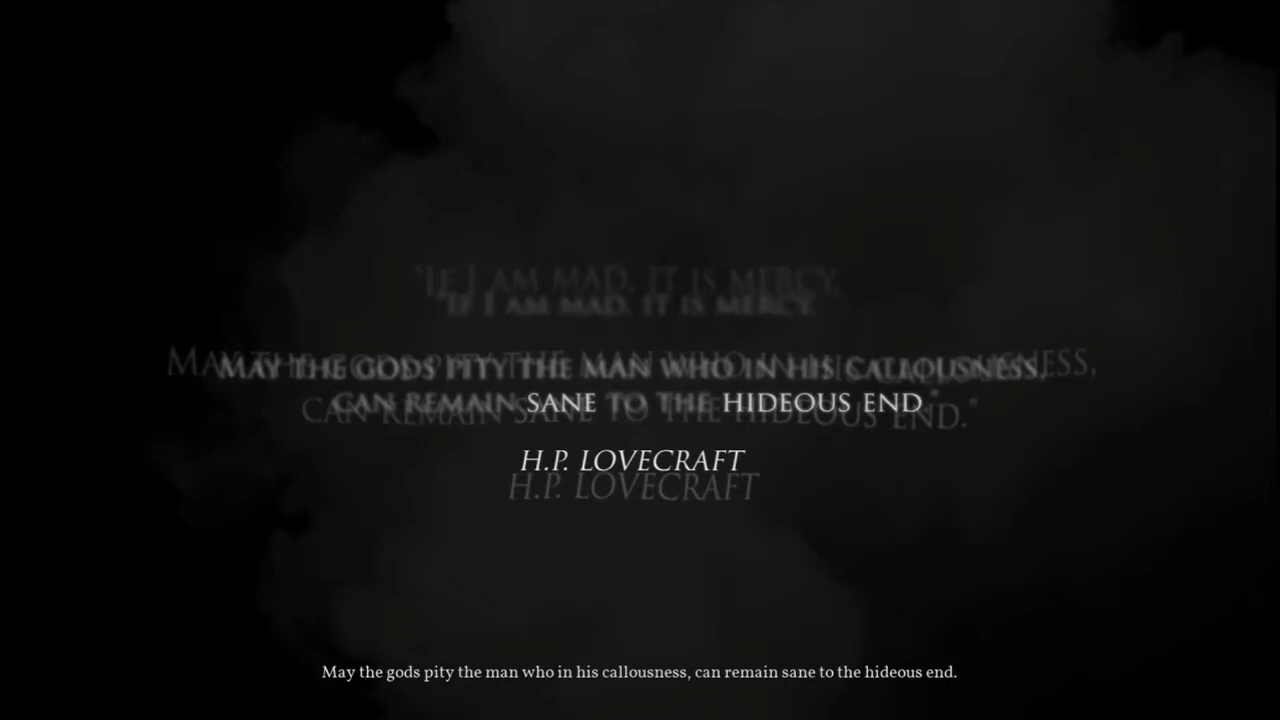 "IF I AM MAD, IT IS MERCY.
MAY THE GODS PITY THE MAN WHO IN HIS CALLOUSNESS,
CAN REMAIN SANE TO THE HIDEOUS END."
H.P. LOVECRAFT
May the gods pity the man who in his callousness, can remain sane to the hideous end.